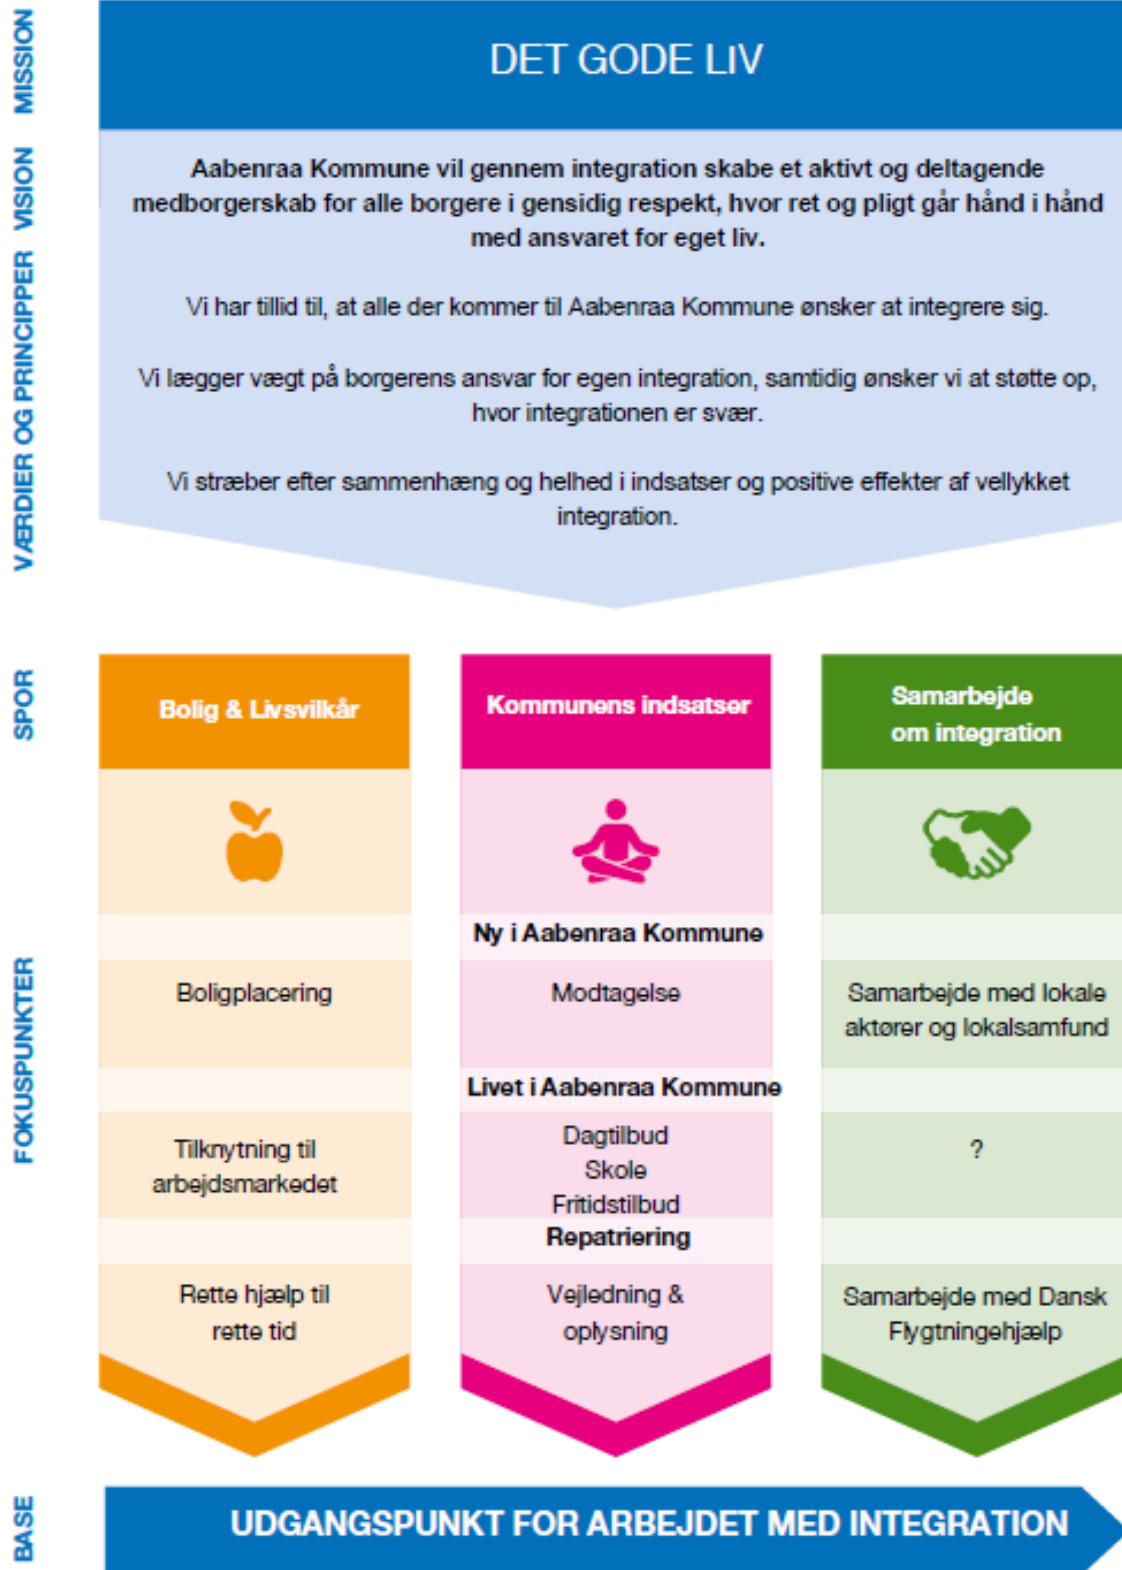 MISSION
DET GODE LIV
VISION
Aabenraa Kommune vil gennem integration skabe et aktivt og deltagende
medborgerskab for alle borgere i gensidig respekt, hvor ret og pligt går hånd i hånd
med ansvaret for eget liv.
VÆRDIER OG PRINCIPPER
Vi har tillid til, at alle der kommer til Aabenraa Kommune ønsker at integrere sig.
Vi lægger vægt på borgerens ansvar for egen integration, samtidig ønsker vi at støtte op,
hvor integrationen er svær.
Vi stræber efter sammenhæng og helhed i indsatser og positive effekter af vellykket
integration.
SPOR
Bolig & Livsvilkår
Kommunens indsatser
Samarbejde
om integration
FOKUSPUNKTER
Ny i Aabenraa Kommune
Boligplacering
Modtagelse
Samarbejde med lokale
aktører og lokalsamfund
Livet i Aabenraa Kommune
Tilknytning til
arbejdsmarkedet
Dagtilbud
Skole
Fritidstilbud
?
Repatriering
Rette hjælp til
rette tid
Vejledning &
oplysning
Samarbejde med Dansk
Flygtningehjælp
BASE
UDGANGSPUNKT FOR ARBEJDET MED INTEGRATION